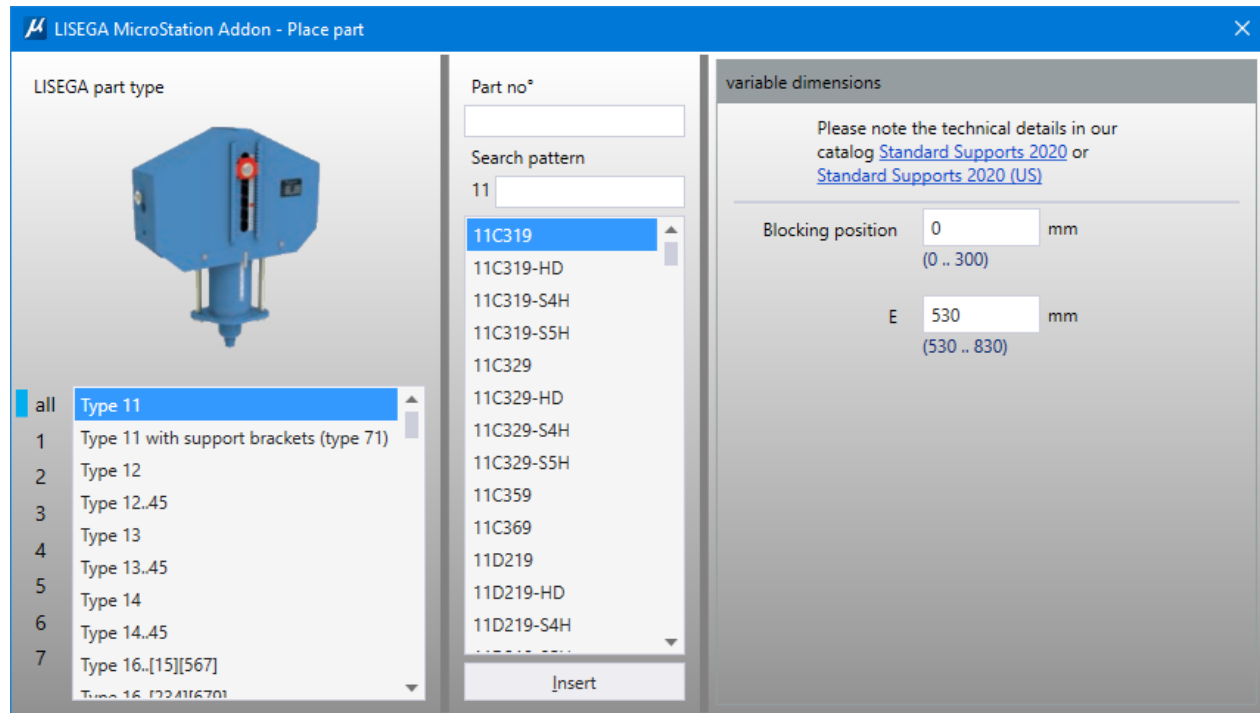 LISEGA MicroStation Addon - Place part
LISEGA part type
all
1
2
3
4
5
6
7
Type 11
Type 11 with support brackets (type 71)
Type 12
Type 12..45
Type 13
Type 13..45
Type 14
Type 14..45
Type 16..[15][567]
Type 16..[234][679]
Part no°
Search pattern
11
11C319
11C319-HD
11C319-S4H
11C319-S5H
11C329
11C329-HD
11C329-S4H
11C329-S5H
11C359
11C369
11D219
11D219-HD
11D219-S4H
Insert
variable dimensions
Please note the technical details in our
catalog Standard Supports 2020 or
Standard Supports 2020 (US)
Blocking position 0 mm
(0 .. 300)
E 530 mm
(530 .. 830)